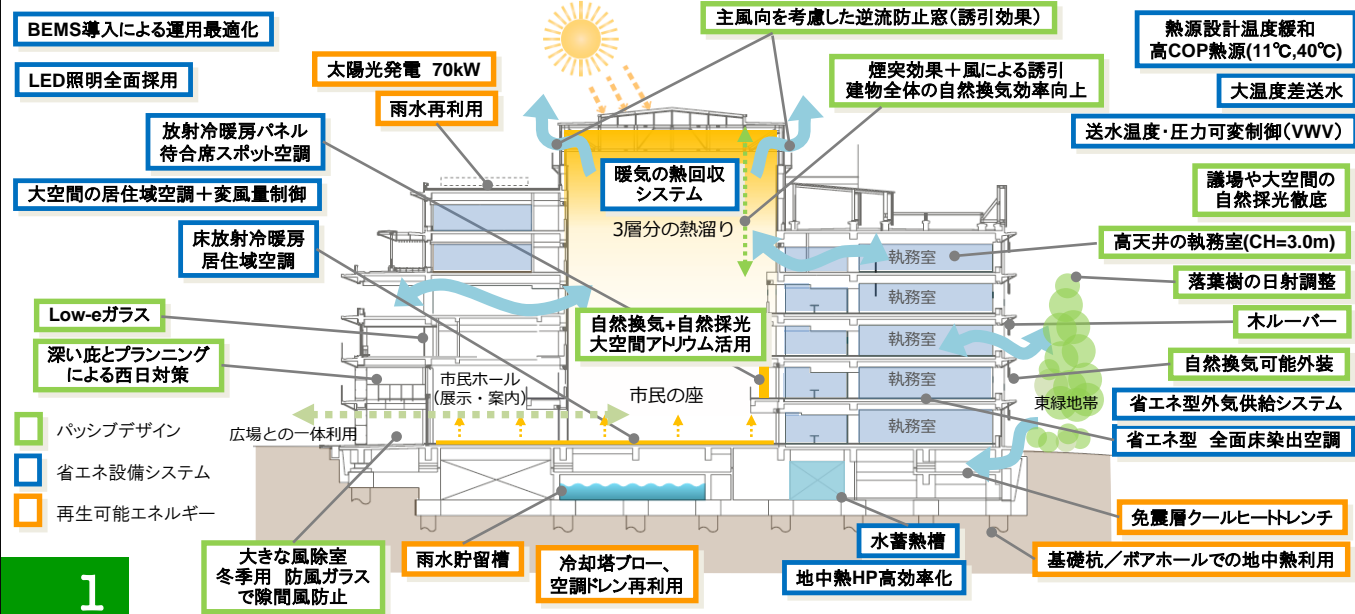 BEMS導入による運用最適化
LED照明全面採用
太陽光発電 70kW
雨水再利用
主風向を考慮した逆流防止窓(誘引効果)
煙突効果+風による誘引
建物全体の自然換気効率向上
熱源設計温度緩和
高COP熱源(11℃,40℃)
大温度差送水
送水温度・圧力可変制御(VWV)
放射冷暖房パネル
待合席スポット空調
大空間の居住域空調+変風量制御
床放射冷暖房
居住域空調
暖気の熱回収
システム
3層分の熱溜り
議場や大空間の
自然採光徹底
高天井の執務室(CH=3.0m)
落葉樹の日射調整
木ルーバー
自然換気可能外装
執務室
執務室
執務室
執務室
執務室
Low-eガラス
深い庇とプランニング
による西日対策
自然換気+自然採光
大空間アトリウム活用
市民ホール
(展示・案内)
市民の座
東緑地帯
広場との一体利用
省エネ型外気供給システム
省エネ型 全面床染出空調
パッシブデザイン
省エネ設備システム
再生可能エネルギー
大きな風除室
冬季用 防風ガラス
で隙間風防止
雨水貯留槽
冷却塔ブロー、
空調ドレン再利用
水蓄熱槽
地中熱HP高効率化
免震層クールヒートトレンチ
基礎杭/ボアホールでの地中熱利用
1